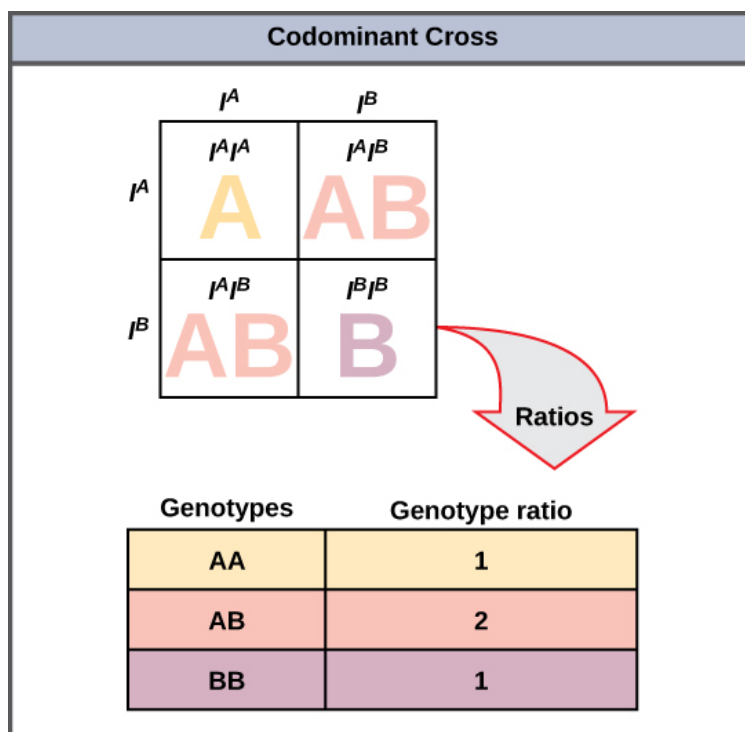 Codominant Cross
Iᴬ Iᴮ
IᴬIᴬ IᴬIᴮ
Iᴬ A AB
IᴬIᴮ IᴮIᴮ
Iᴮ AB B
Ratios
Genotypes Genotype ratio
AA 1
AB 2
BB 1